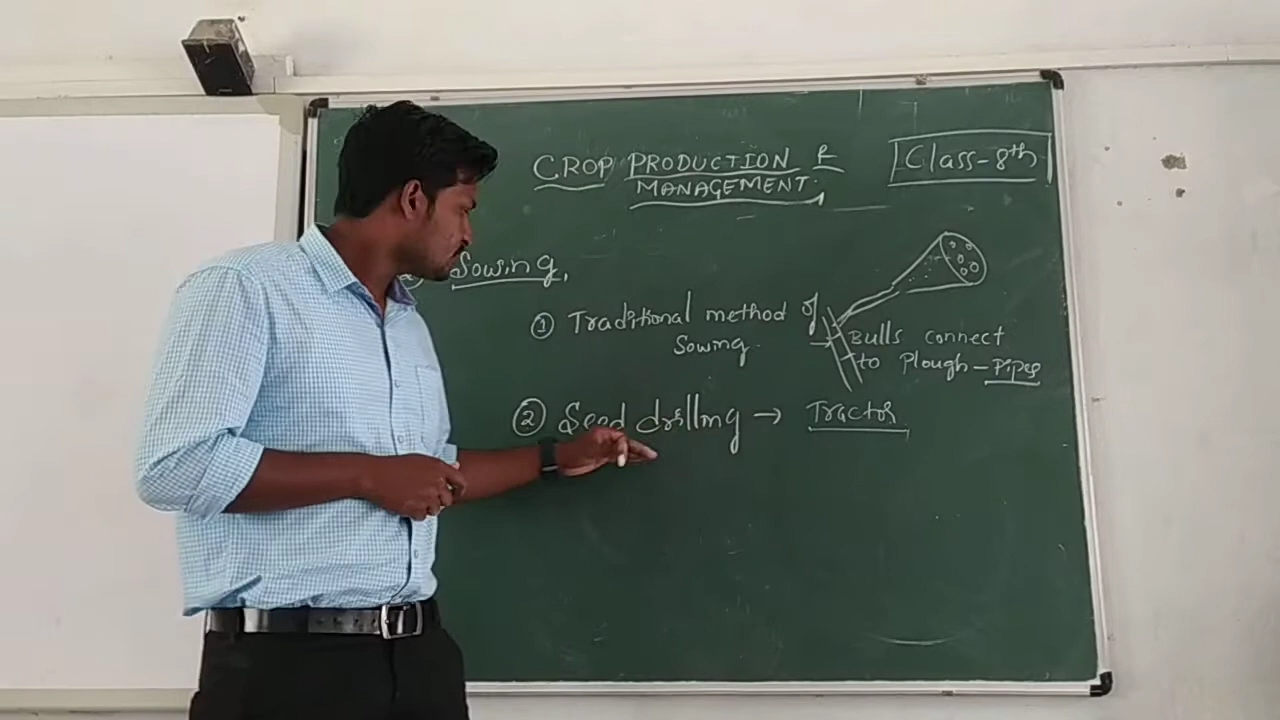 CROP PRODUCTION &
MANAGEMENT.
Class-8th
Sowing.
① Traditional method of
Sowing.
Bulls connect
to Plough - Pipes
② Seed drilling → Tractor